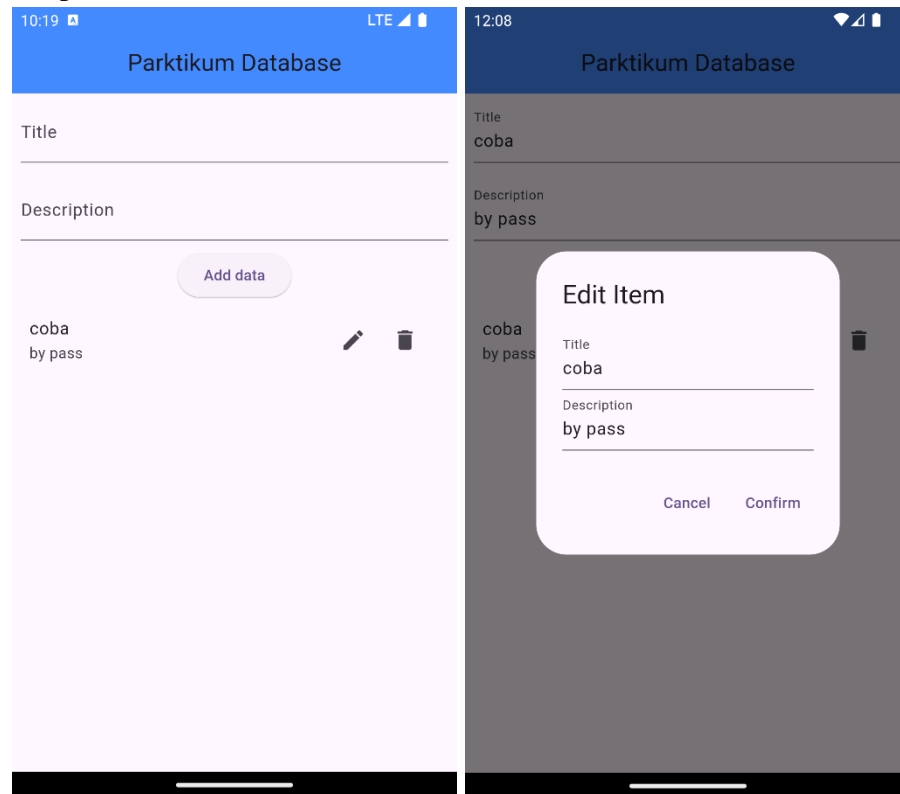 10:19 A LTE
Parktikum Database
Title
Description
Add data
coba
by pass
12:08
Parktikum Database
Title
coba
Description
by pass
coba
by pass
Edit Item
Title
coba
Description
by pass
Cancel Confirm